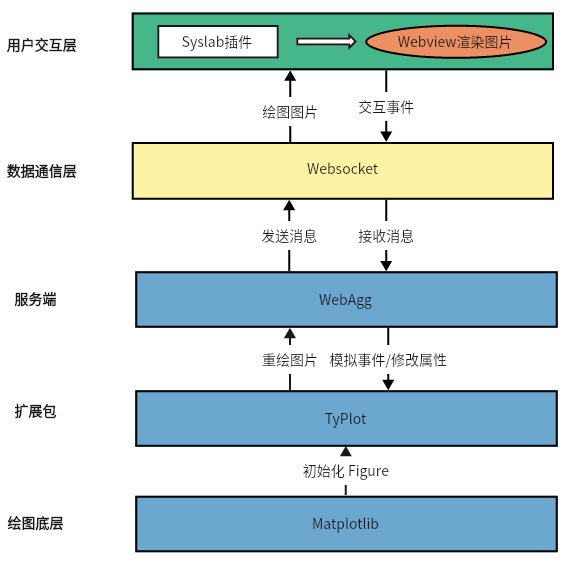 用户交互层
Syslab插件
Webview渲染图片
绘图图片
交互事件
数据通信层
Websocket
发送消息
接收消息
服务端
WebAgg
重绘图片
模拟事件/修改属性
扩展包
TyPlot
初始化 Figure
绘图底层
Matplotlib